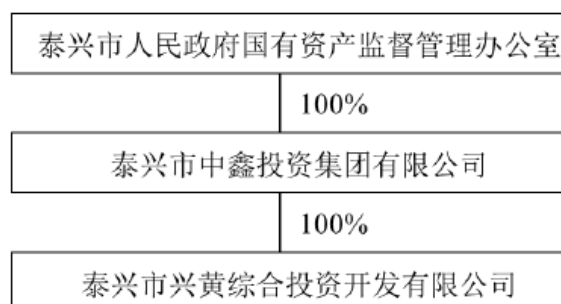 泰兴市人民政府国有资产监督管理办公室
100%
泰兴市中鑫投资集团有限公司
100%
泰兴市兴黄综合投资开发有限公司